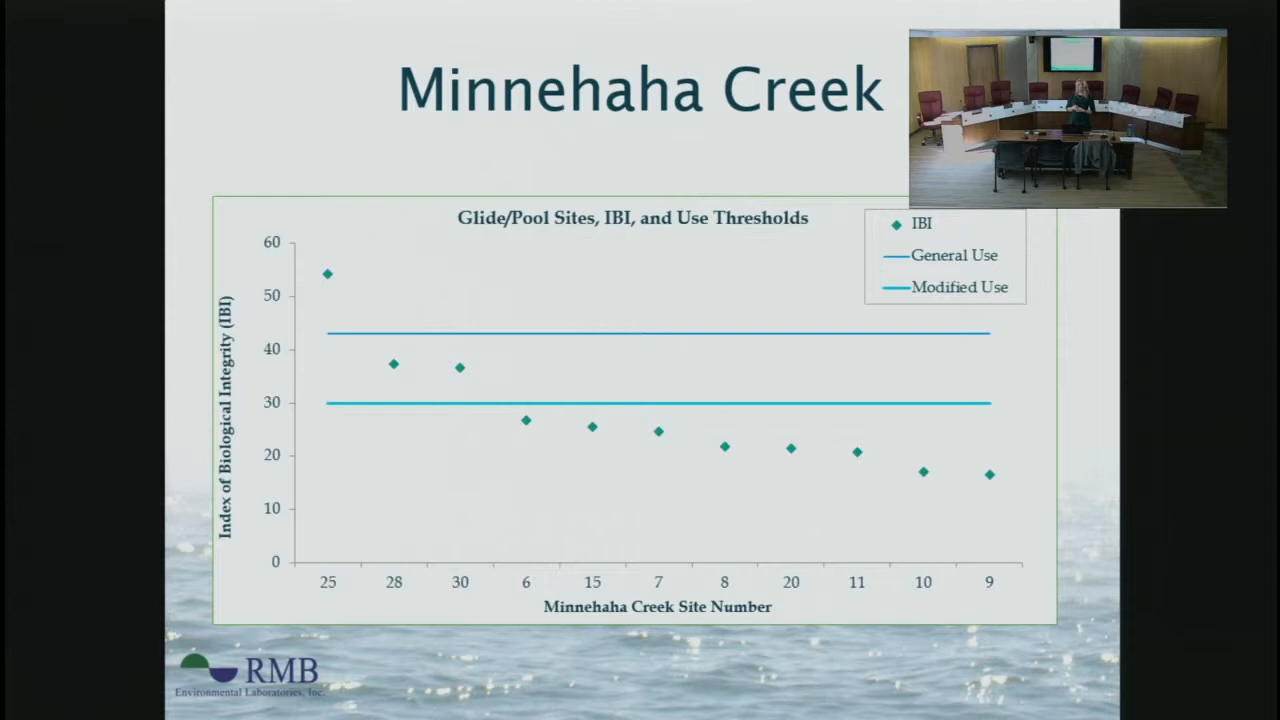 Minnehaha Creek
Glide/Pool Sites, IBI, and Use Thresholds
IBI
General Use
Modified Use
Index of Biological Integrity (IBI)
60
50
40
30
20
10
0
25 28 30 6 15 7 8 20 11 10 9
Minnehaha Creek Site Number
RMB
Environmental Laboratories, Inc.